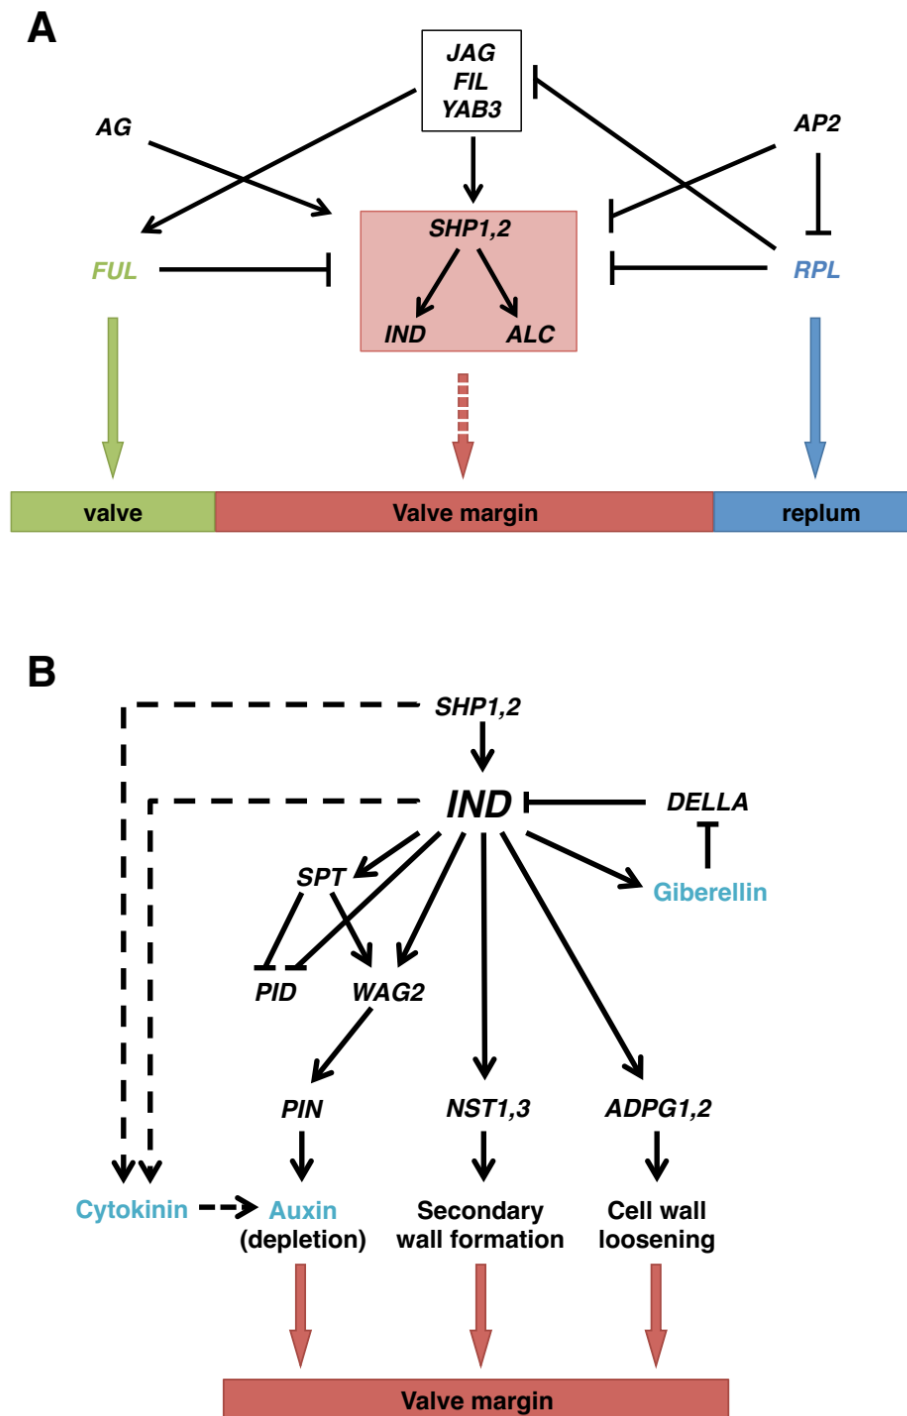 A
JAG
FIL
YAB3
AG
AP2
SHP1,2
FUL
RPL
IND
ALC
valve
Valve margin
replum
B
SHP1,2
IND
DELLA
SPT
Giberellin
PID
WAG2
PIN
NST1,3
ADPG1,2
Cytokinin
Auxin
(depletion)
Secondary
wall formation
Cell wall
loosening
Valve margin